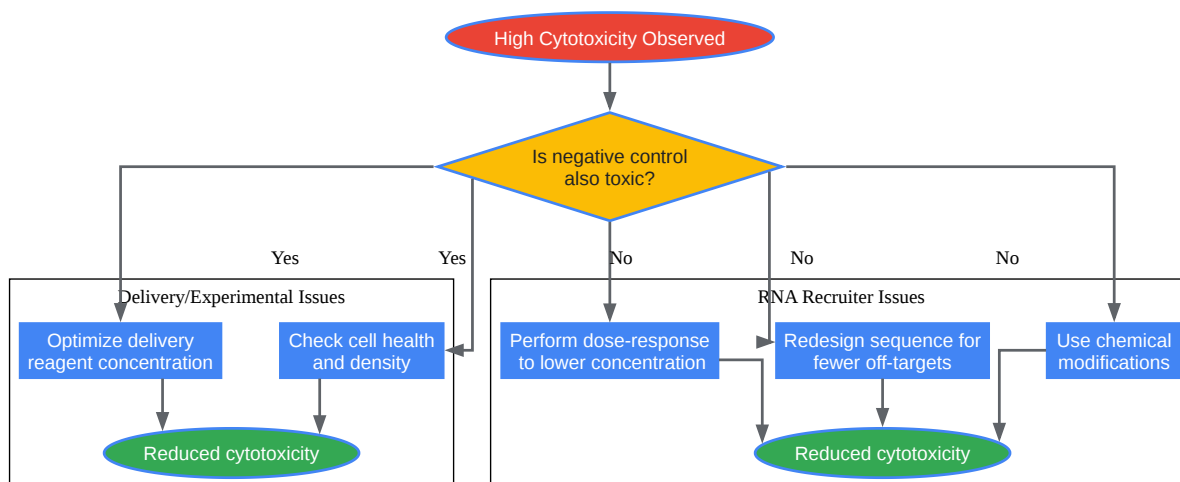 High Cytotoxicity Observed
Is negative control
also toxic?
Yes
Yes
No
No
No
Delivery/Experimental Issues
RNA Recruiter Issues
Optimize delivery
reagent concentration
Check cell health
and density
Perform dose-response
to lower concentration
Redesign sequence for
fewer off-targets
Use chemical
modifications
Reduced cytotoxicity
Reduced cytotoxicity